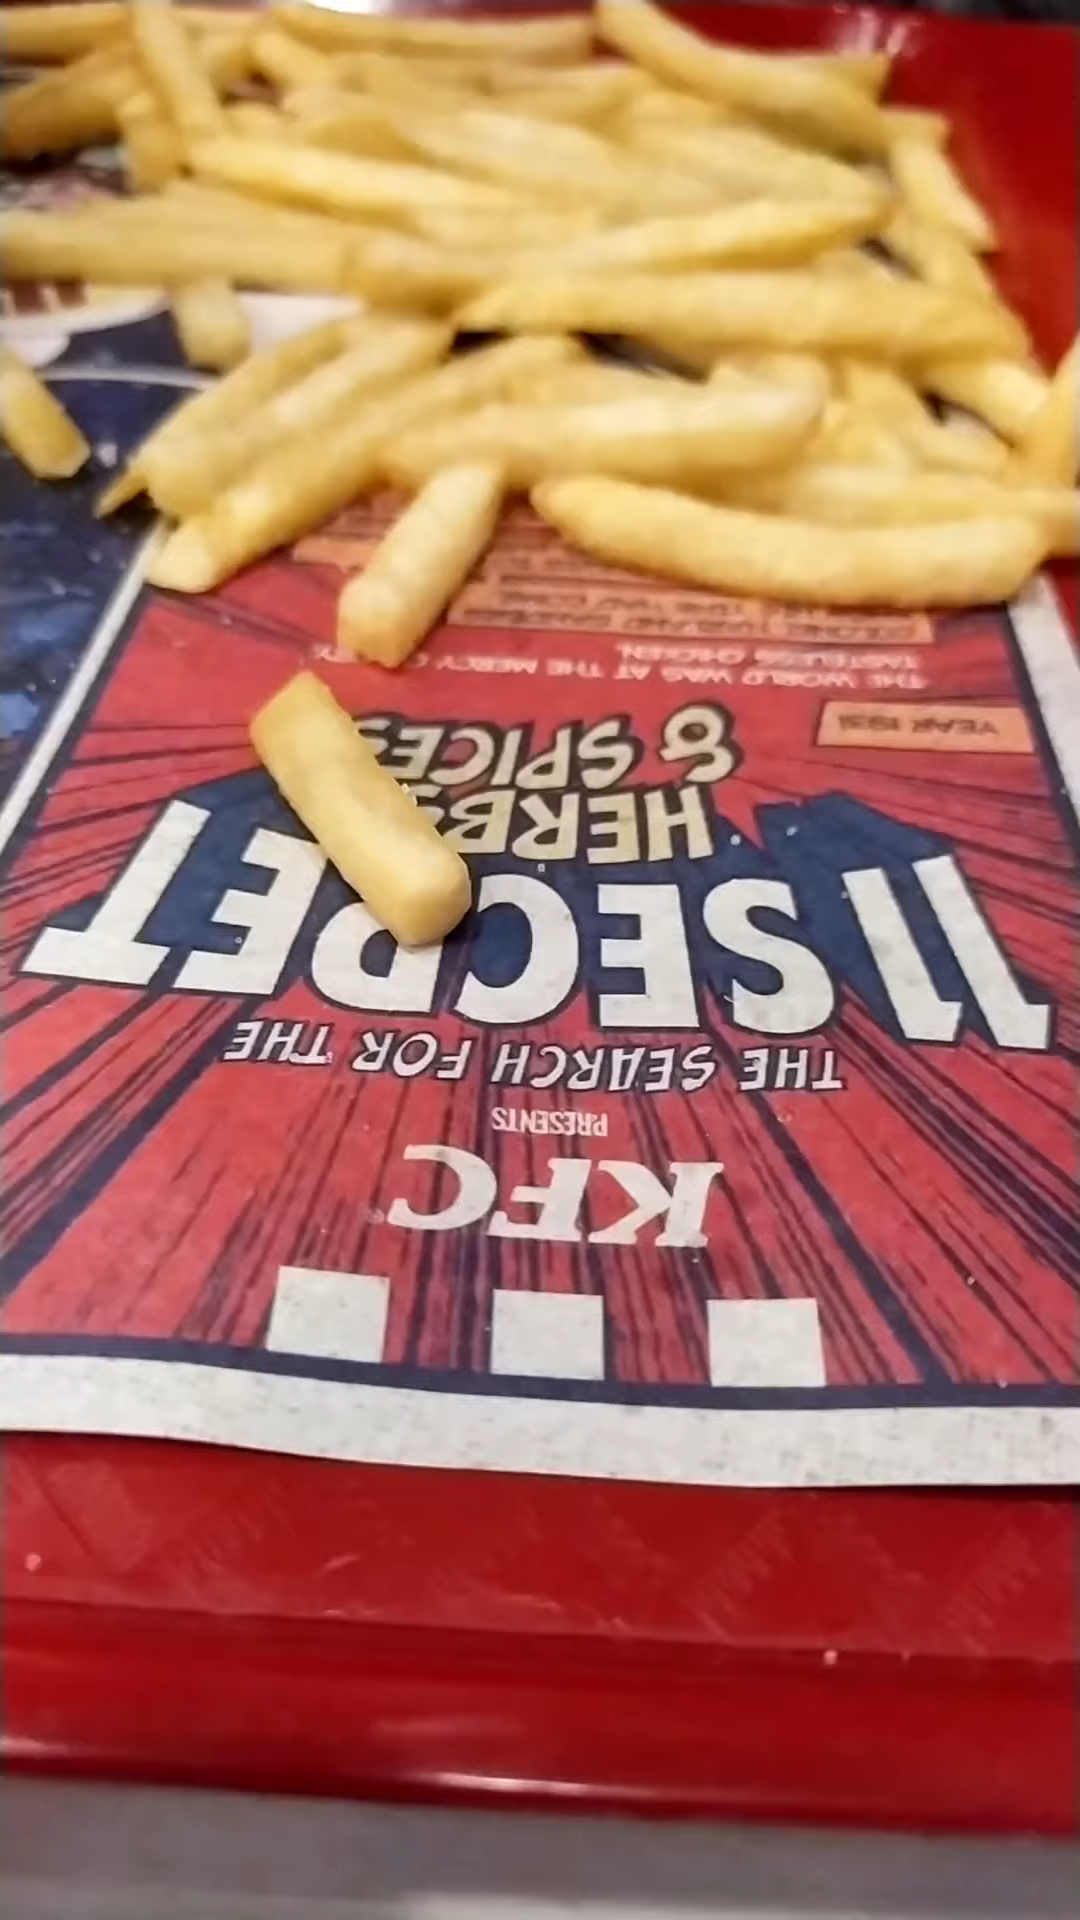 KFC
PRESENTS
THE SEARCH FOR THE
11 SECRET
HERBS
& SPICES
YEAR 1931
THE WORLD WAS AT THE MERCY
TASTELESS CHICKEN.